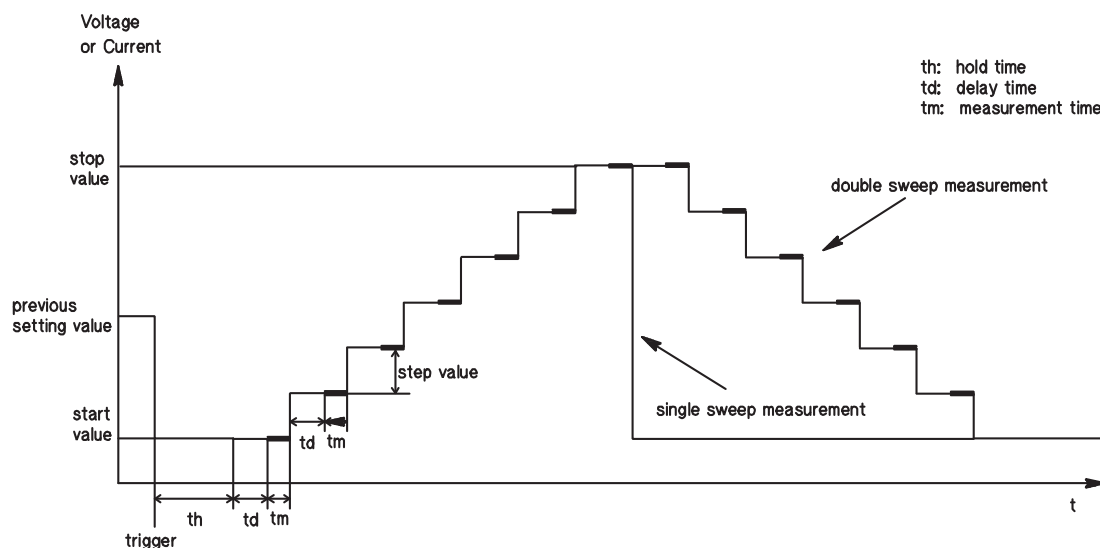 Voltage
or Current
th: hold time
td: delay time
tm: measurement time
stop
value
double sweep measurement
previous
setting value
step value
start
value
single sweep measurement
td tm
th td tm
t
trigger